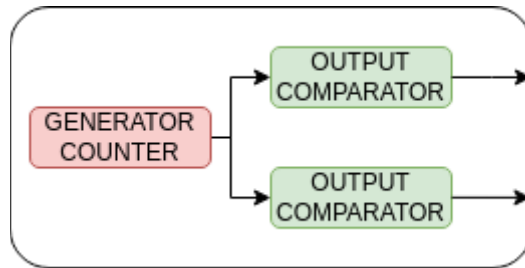 OUTPUT
COMPARATOR
GENERATOR
COUNTER
OUTPUT
COMPARATOR